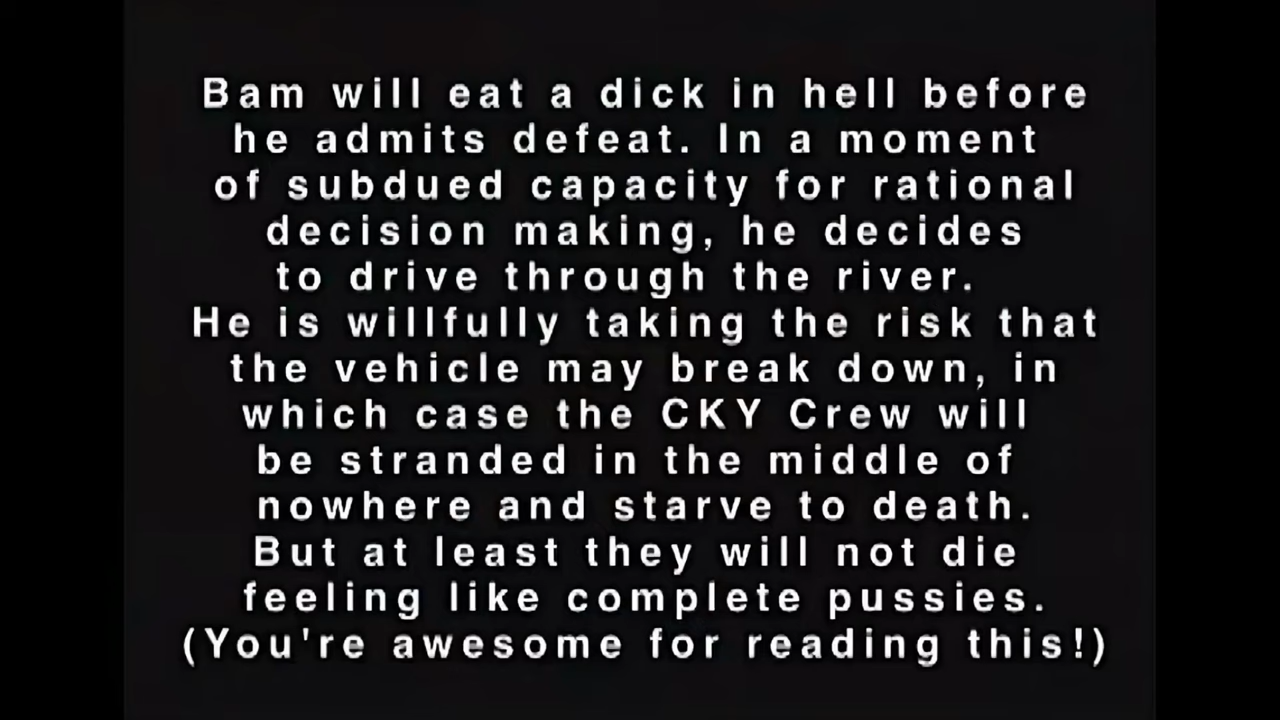 Bam will eat a dick in hell before
he admits defeat. In a moment
of subdued capacity for rational
decision making, he decides
to drive through the river.
He is willfully taking the risk that
the vehicle may break down, in
which case the CKY Crew will
be stranded in the middle of
nowhere and starve to death.
But at least they will not die
feeling like complete pussies.
(You're awesome for reading this!)